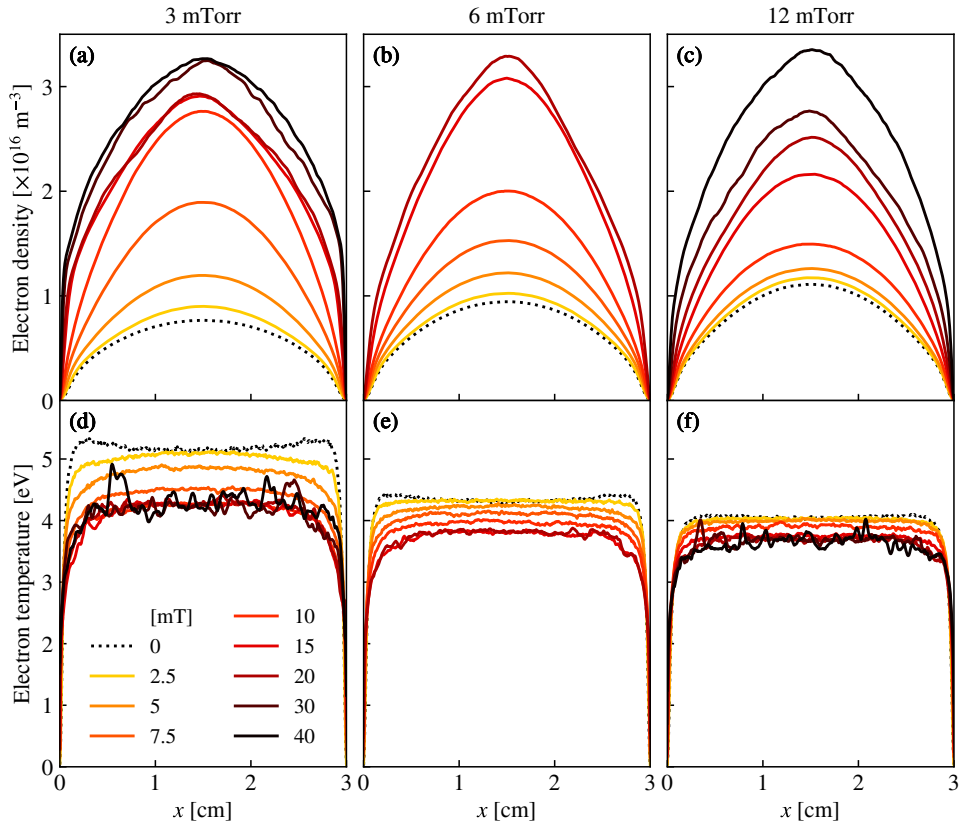 3 mTorr
6 mTorr
12 mTorr
(a)
(b)
(c)
Electron density [×10¹⁶ m⁻³]
3
2
1
0
(d)
(e)
(f)
Electron temperature [eV]
5
4
3
2
1
0
[mT]
0
2.5
5
7.5
10
15
20
30
40
0 1 2 3
0 1 2 3
0 1 2 3
x [cm]
x [cm]
x [cm]